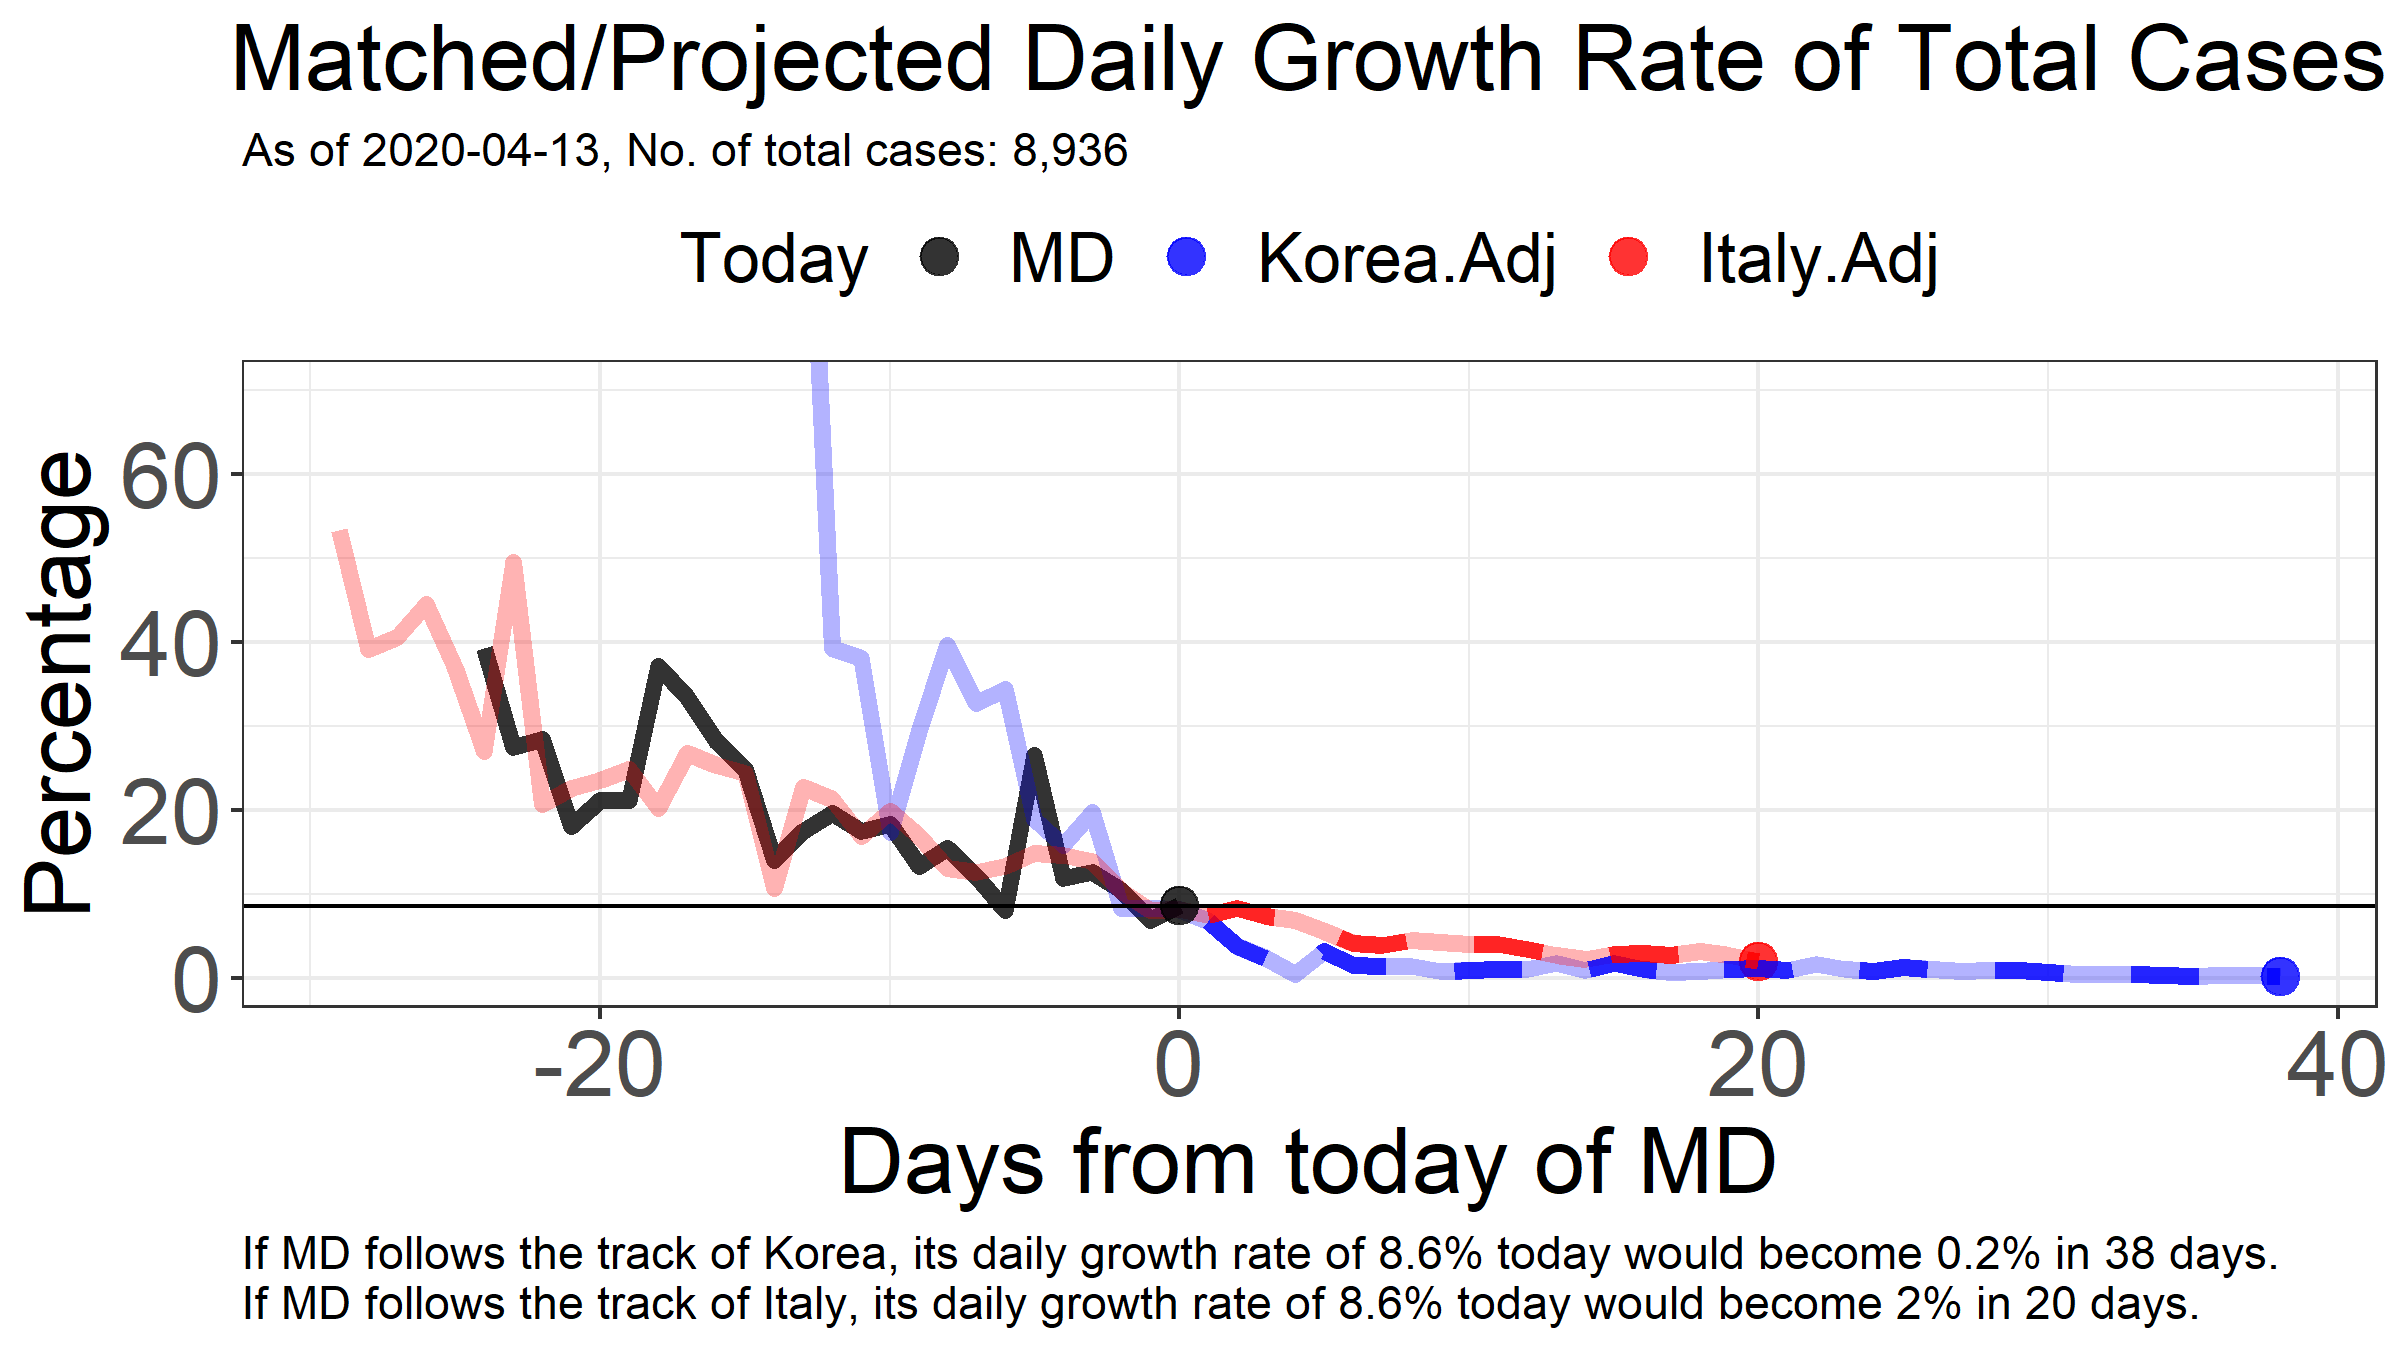 Matched/Projected Daily Growth Rate of Total Cases
As of 2020-04-13, No. of total cases: 8,936
Today MD Korea.Adj Italy.Adj
Percentage
60
40
20
0
-20 0 20 40
Days from today of MD
If MD follows the track of Korea, its daily growth rate of 8.6% today would become 0.2% in 38 days.
If MD follows the track of Italy, its daily growth rate of 8.6% today would become 2% in 20 days.